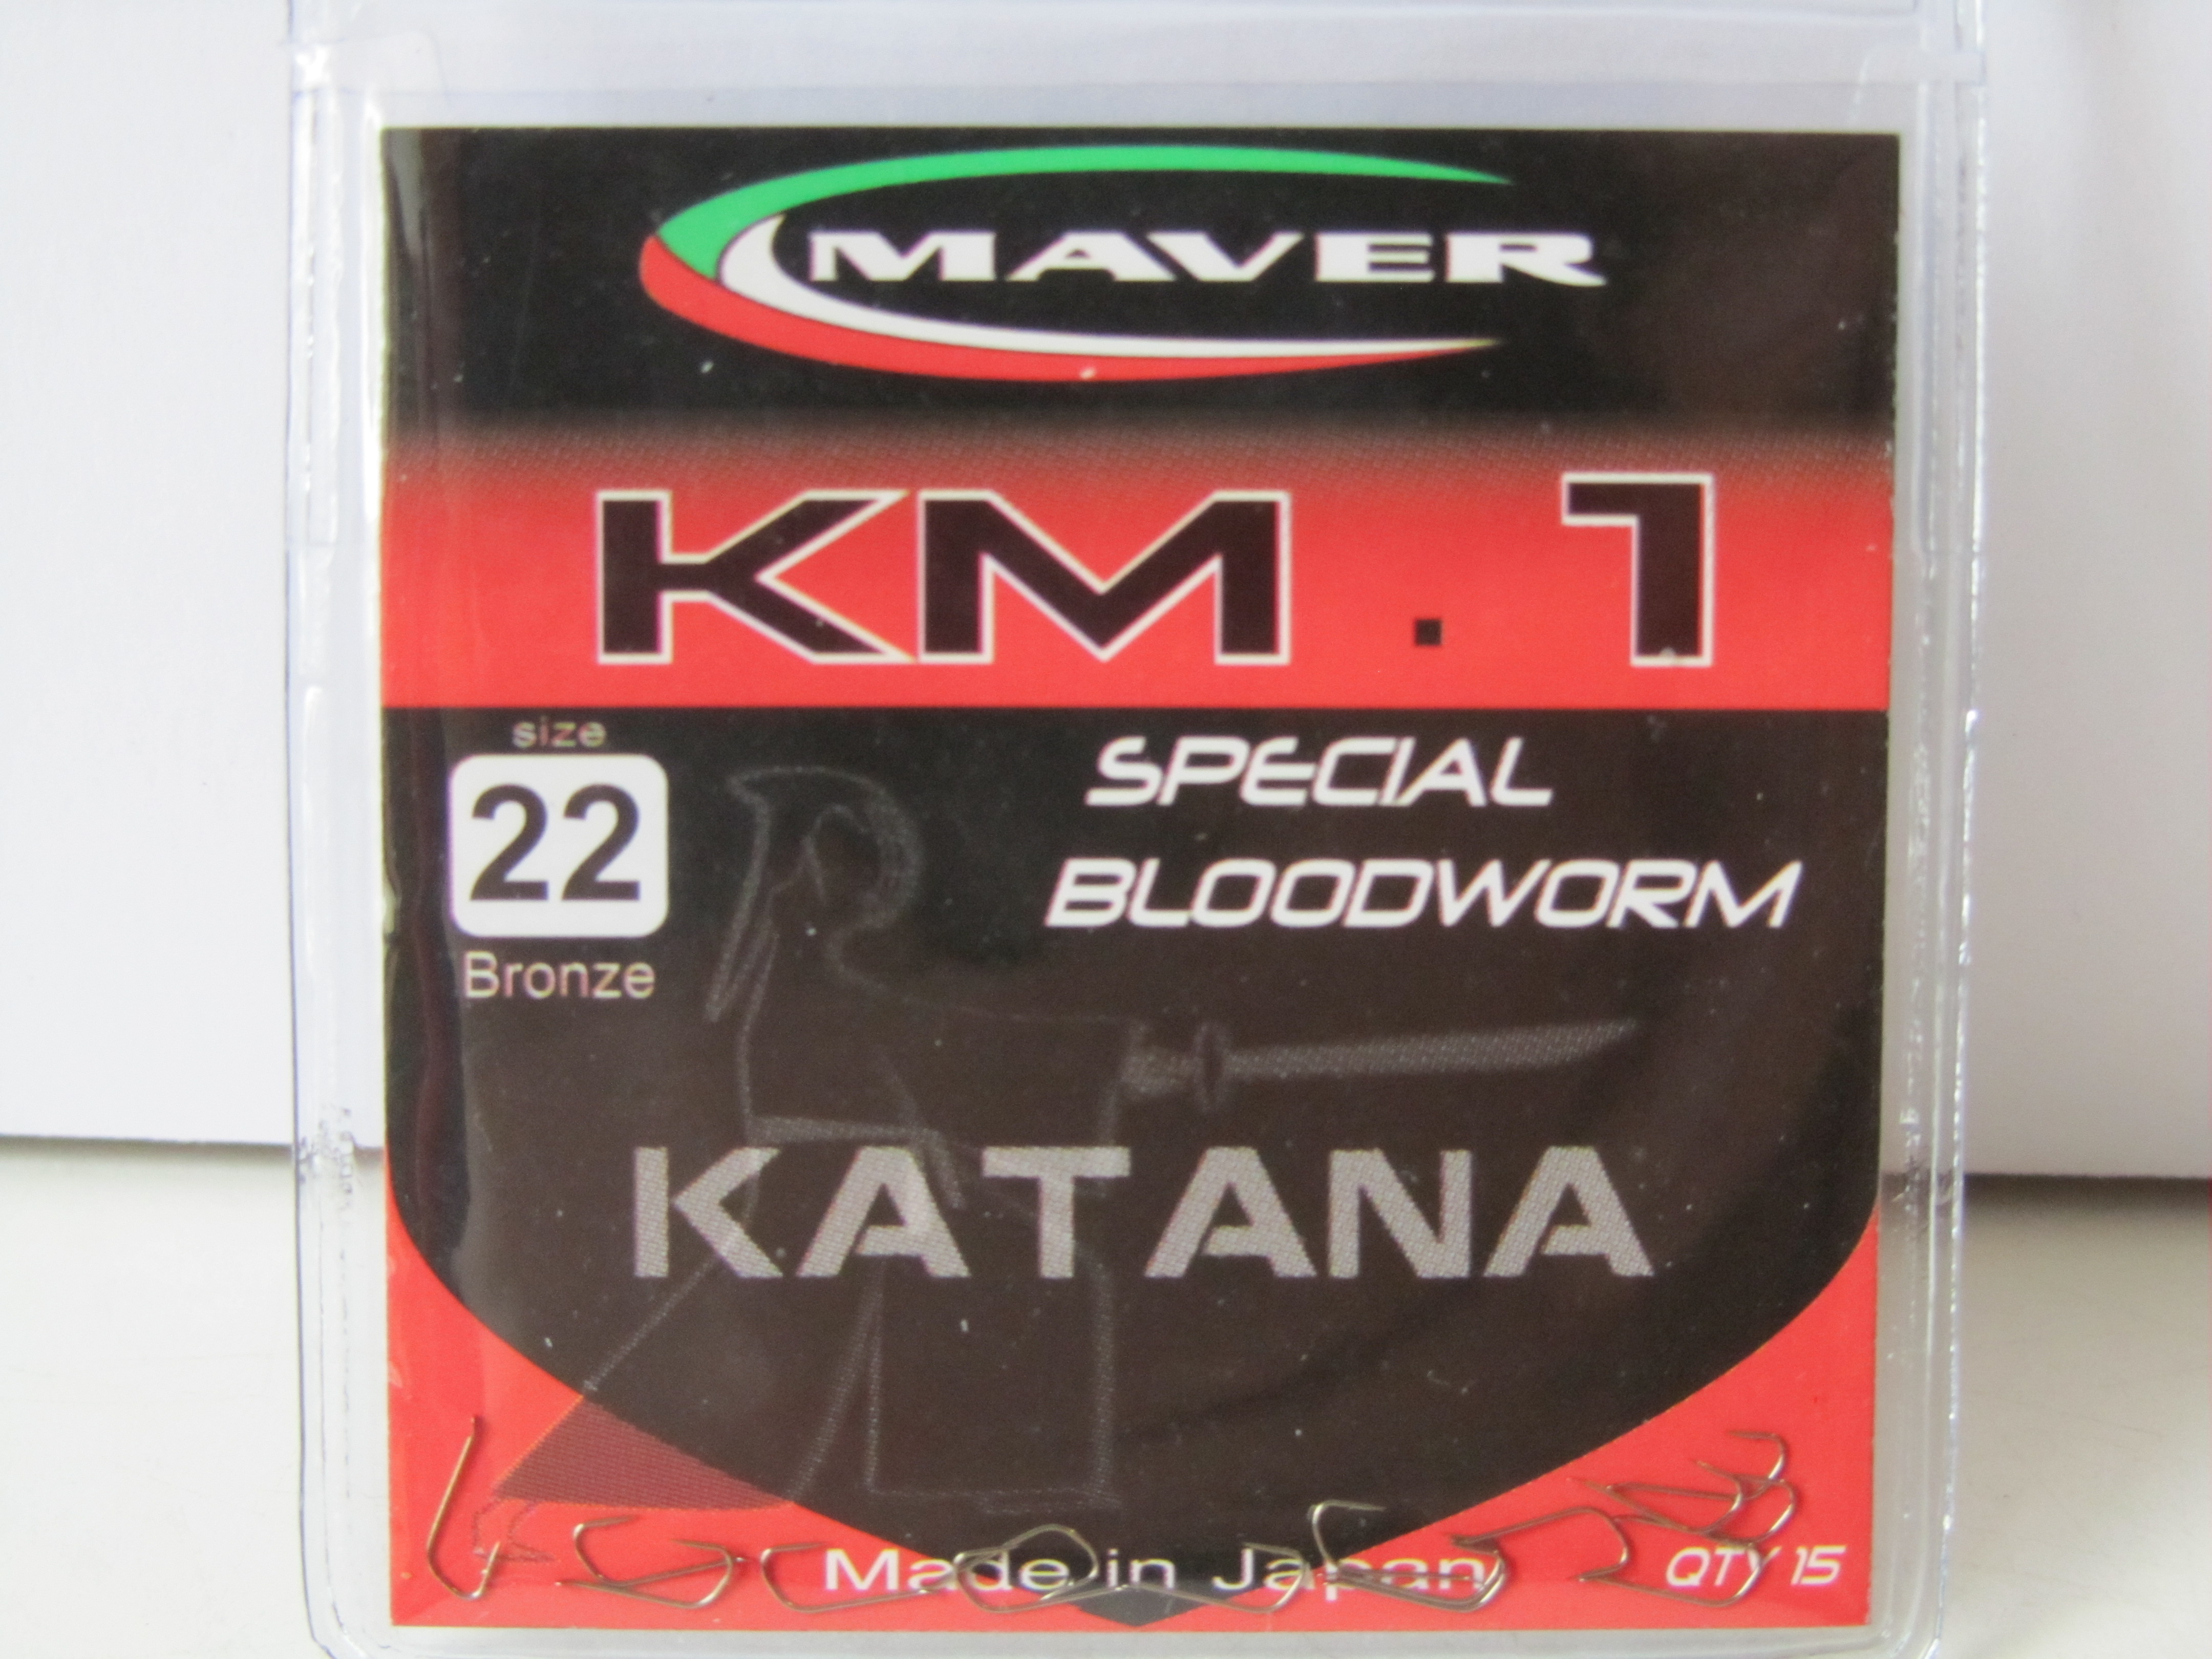 MAVER
KM . 1
size
22
Bronze
SPECIAL
BLOODWORM
KATANA
Made in Japan
QTY 15